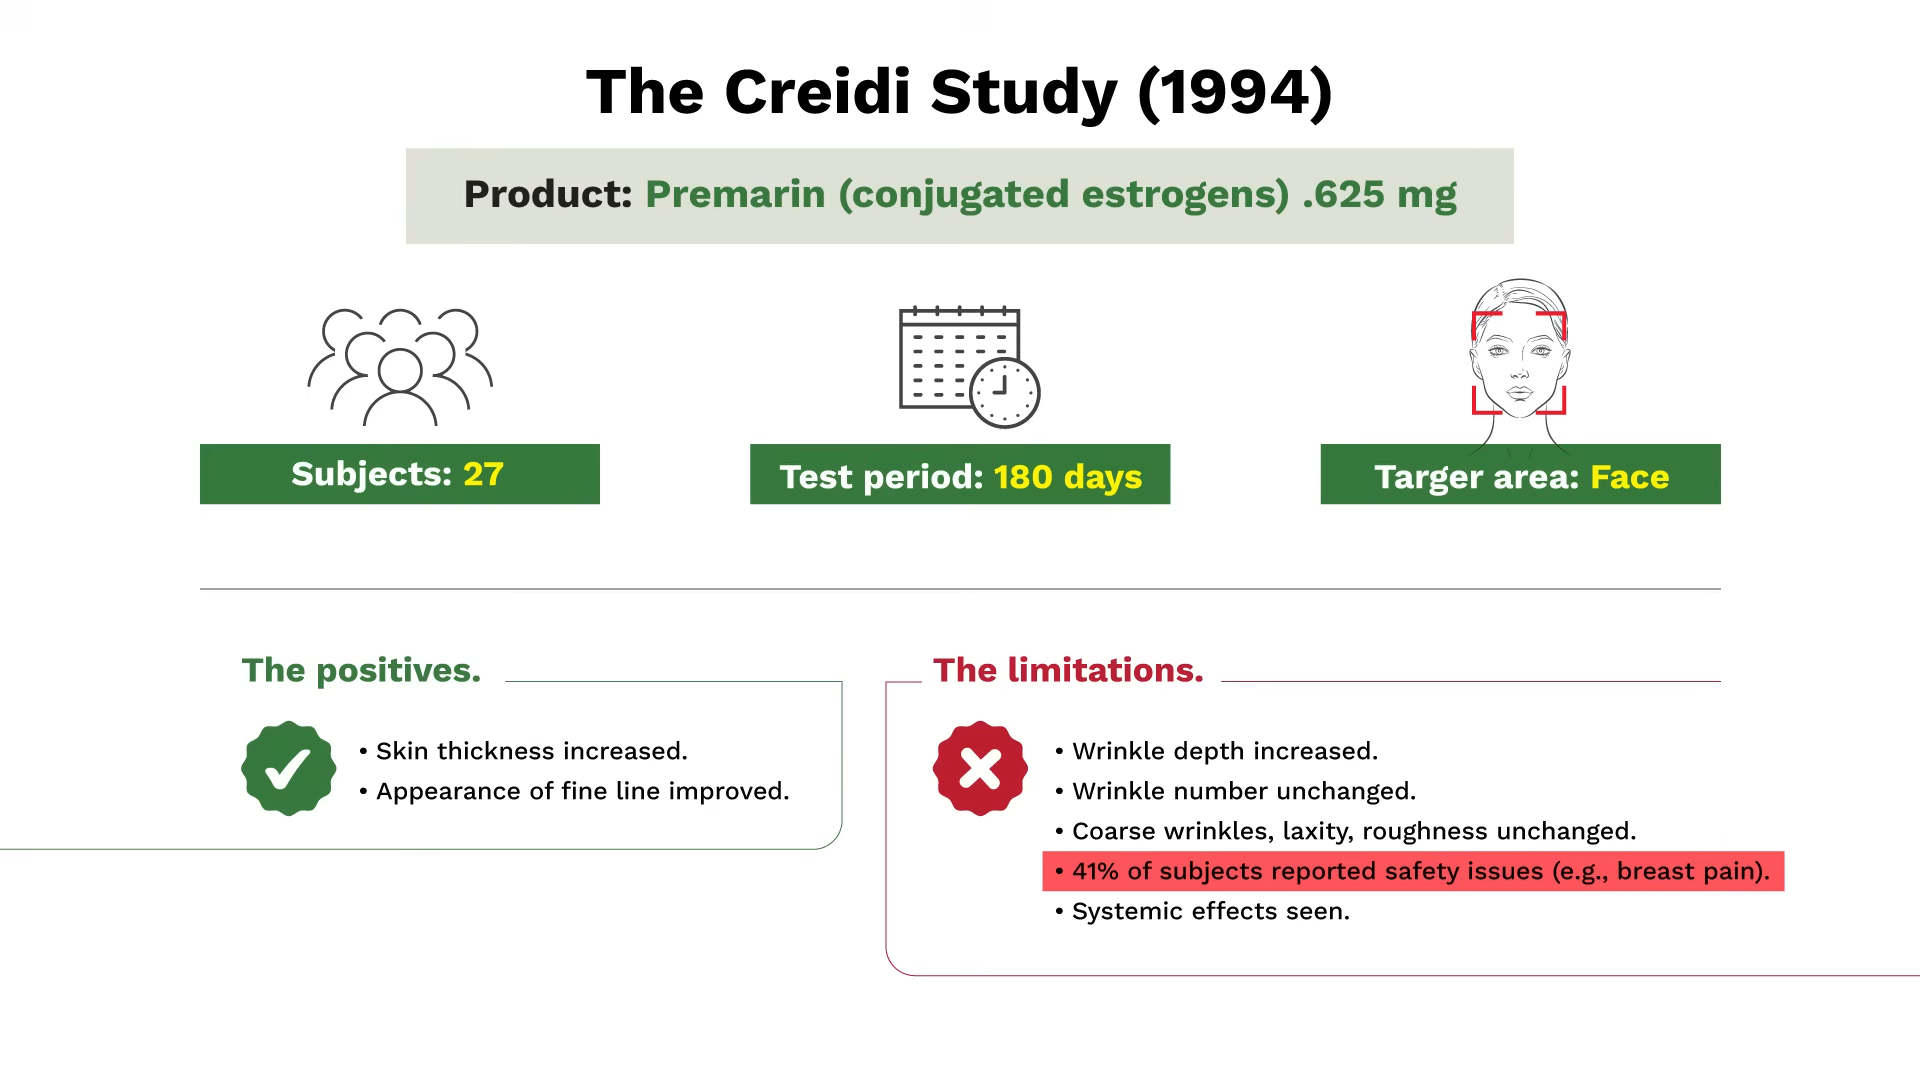 The Creidi Study (1994)
Product: Premarin (conjugated estrogens) .625 mg
Subjects: 27
Test period: 180 days
Targer area: Face
The positives.
• Skin thickness increased.
• Appearance of fine line improved.
The limitations.
• Wrinkle depth increased.
• Wrinkle number unchanged.
• Coarse wrinkles, laxity, roughness unchanged.
• 41% of subjects reported safety issues (e.g., breast pain).
• Systemic effects seen.